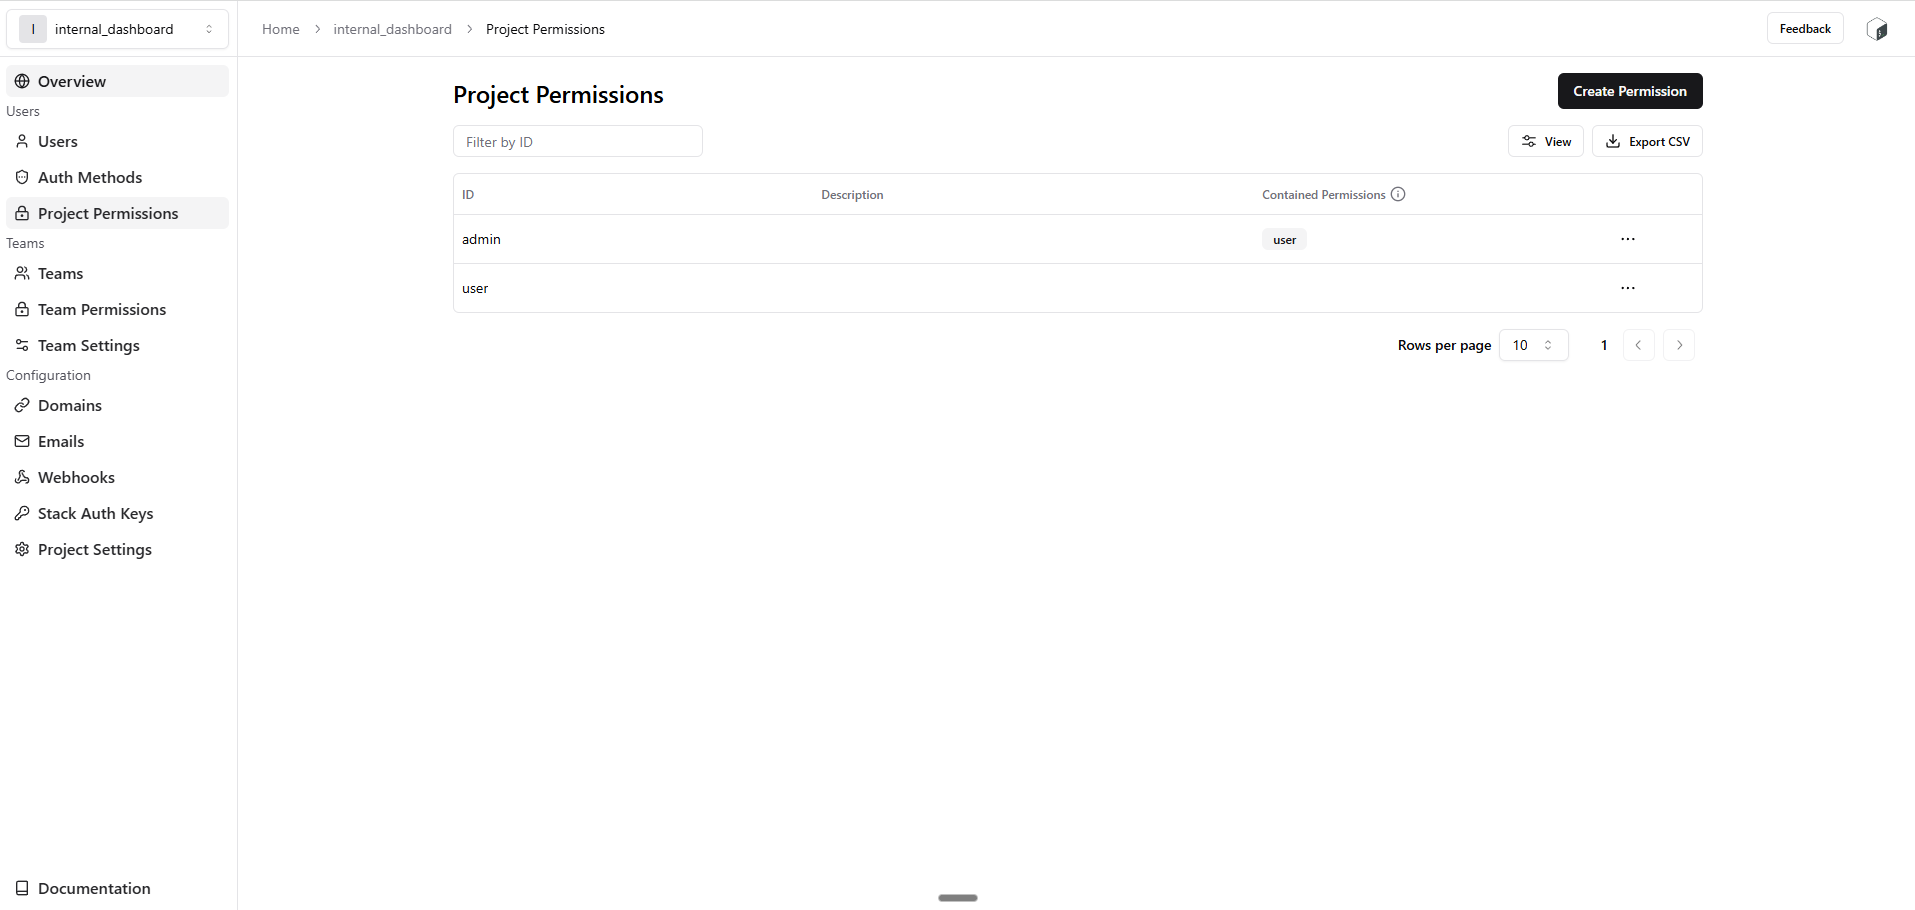 I internal_dashboard
Home > internal_dashboard > Project Permissions
Feedback
Overview
Users
Users
Auth Methods
Project Permissions
Teams
Teams
Team Permissions
Team Settings
Configuration
Domains
Emails
Webhooks
Stack Auth Keys
Project Settings
Documentation
Project Permissions
Create Permission
Filter by ID
View
Export CSV
ID Description Contained Permissions
admin user ...
user ...
Rows per page 10 1